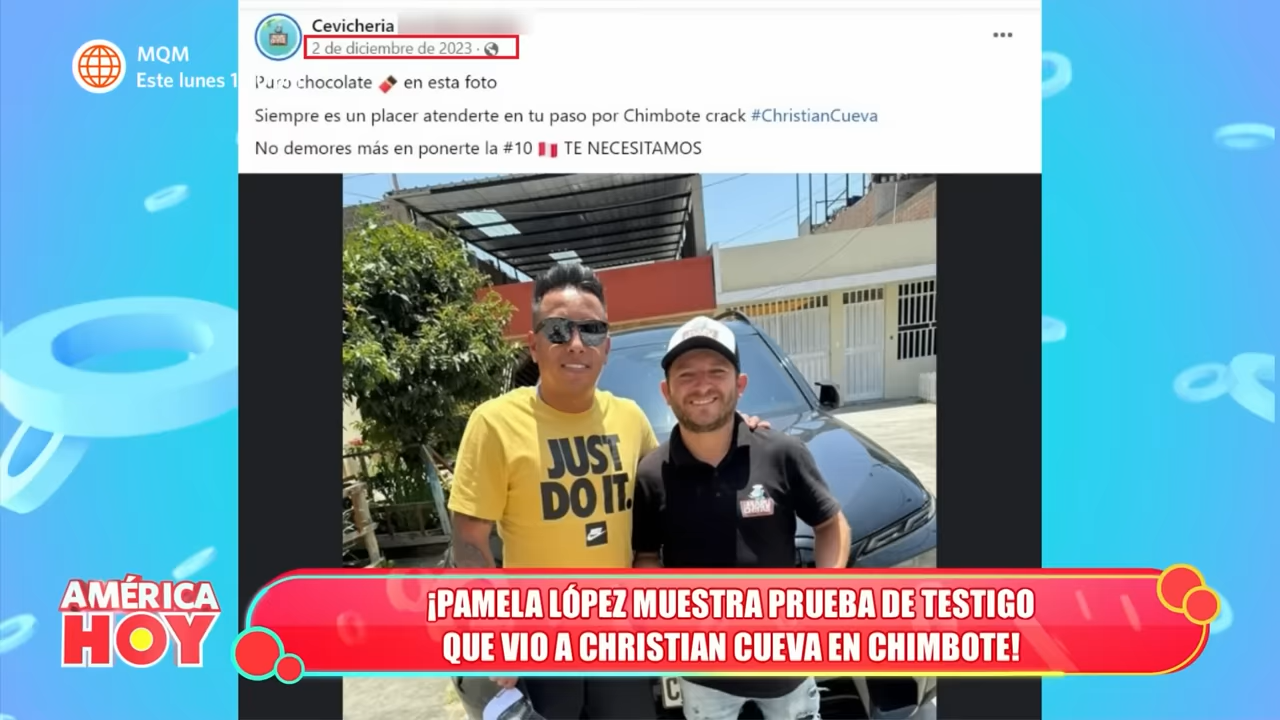 MQM
Este lunes 1
Cevicheria
2 de diciembre de 2023
Puro chocolate en esta foto
Siempre es un placer atenderte en tu paso por Chimbote crack #ChristianCueva
No demores más en ponerte la #10 TE NECESITAMOS
JUST
DO IT.
AMÉRICA
HOY
¡PAMELA LÓPEZ MUESTRA PRUEBA DE TESTIGO
QUE VIO A CHRISTIAN CUEVA EN CHIMBOTE!